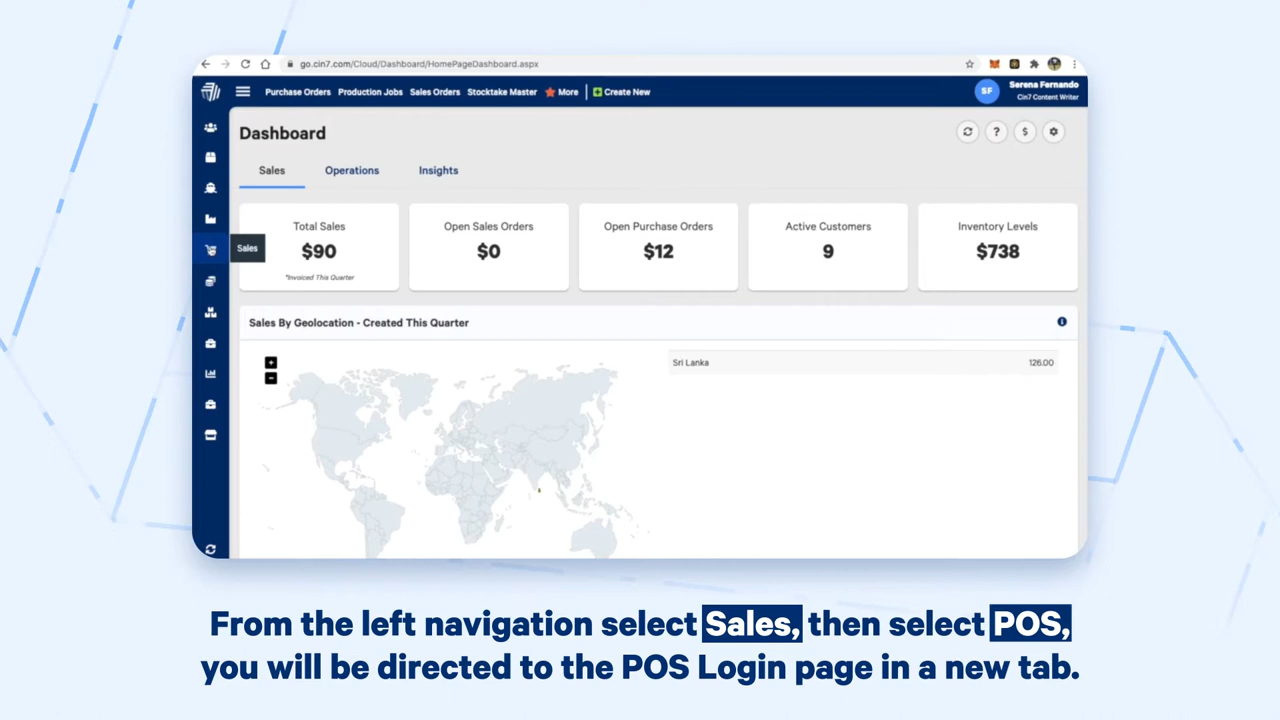 go.cin7.com/Cloud/Dashboard/HomePageDashboard.aspx
Purchase Orders Production Jobs Sales Orders Stocktake Master More Create New
SF
Serena Fernando
Cin7 Content Writer
Dashboard
? $
Sales Operations Insights
Sales
Total Sales
$90
*Invoiced This Quarter
Open Sales Orders
$0
Open Purchase Orders
$12
Active Customers
9
Inventory Levels
$738
Sales By Geolocation - Created This Quarter
+
-
Sri Lanka 126.00
From the left navigation select Sales, then select POS,
you will be directed to the POS Login page in a new tab.